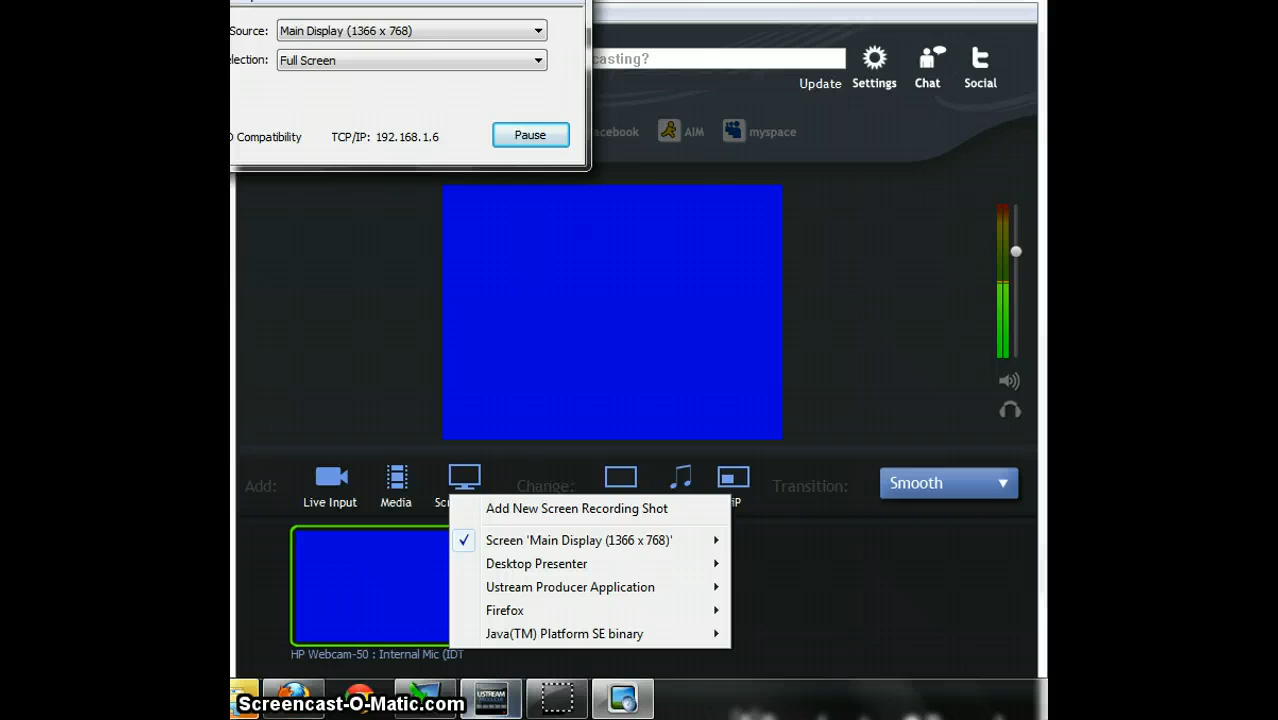 Source: Main Display (1366 x 768)
election: Full Screen
casting?
Update Settings Chat Social
Compatibility TCP/IP: 192.168.1.6 Pause
acebook AIM myspace
Add: Live Input Media Sc Change: iP Transition: Smooth
Add New Screen Recording Shot
Screen 'Main Display (1366 x 768)'
Desktop Presenter
Ustream Producer Application
Firefox
Java(TM) Platform SE binary
HP Webcam-50 : Internal Mic (IDT
USTREAM
Screencast-O-Matic.com